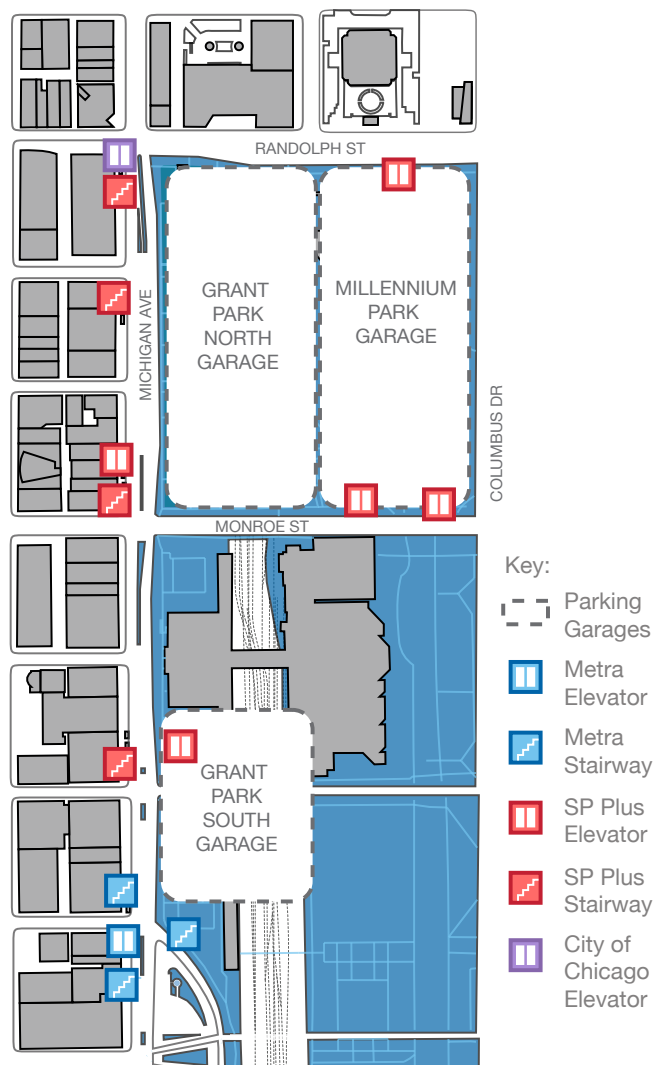 RANDOLPH ST
MICHIGAN AVE
GRANT
PARK
NORTH
GARAGE
MILLENNIUM
PARK
GARAGE
COLUMBUS DR
MONROE ST
GRANT
PARK
SOUTH
GARAGE
Key:
Parking
Garages
Metra
Elevator
Metra
Stairway
SP Plus
Elevator
SP Plus
Stairway
City of
Chicago
Elevator